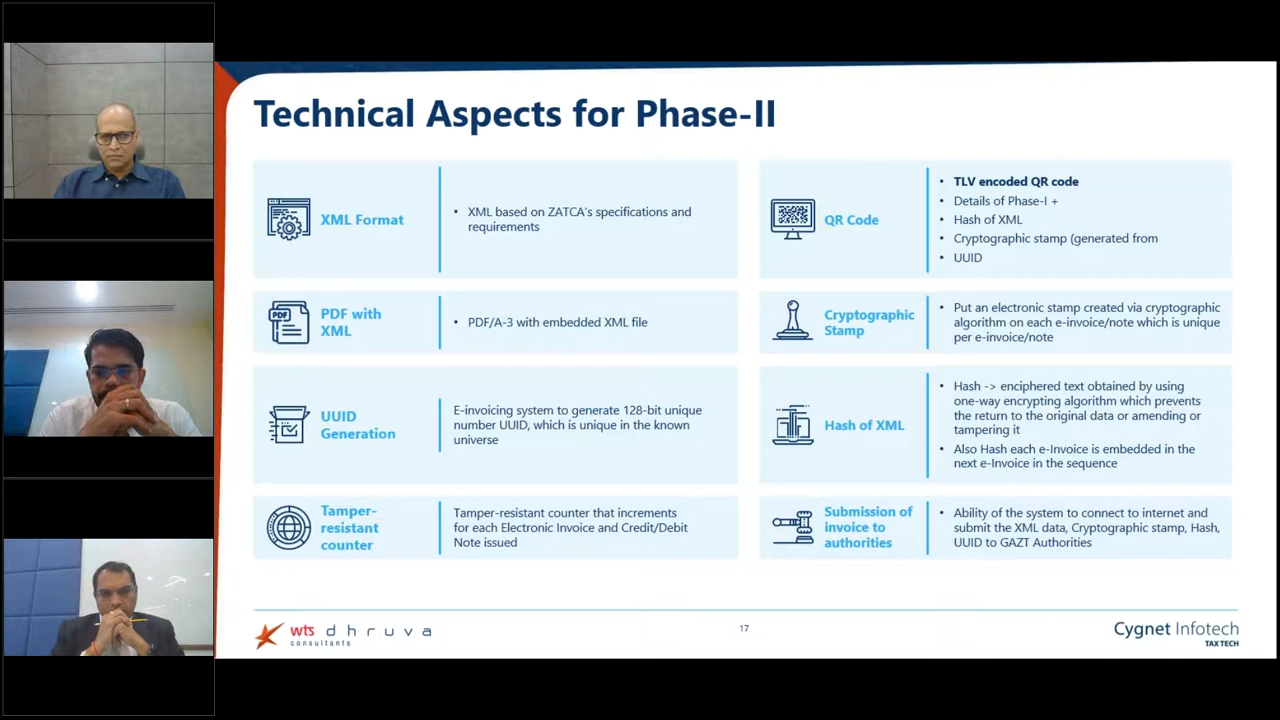 Technical Aspects for Phase-II
XML Format
• XML based on ZATCA's specifications and
requirements
PDF
PDF with
XML
• PDF/A-3 with embedded XML file
UUID
Generation
E-invoicing system to generate 128-bit unique
number UUID, which is unique in the known
universe
Tamper-
resistant
counter
Tamper-resistant counter that increments
for each Electronic Invoice and Credit/Debit
Note issued
QR Code
• TLV encoded QR code
• Details of Phase-I +
• Hash of XML
• Cryptographic stamp (generated from
• UUID
Cryptographic
Stamp
• Put an electronic stamp created via cryptographic
algorithm on each e-invoice/note which is unique
per e-invoice/note
Hash of XML
• Hash -> enciphered text obtained by using
one-way encrypting algorithm which prevents
the return to the original data or amending or
tampering it
• Also Hash each e-Invoice is embedded in the
next e-Invoice in the sequence
Submission of
invoice to
authorities
• Ability of the system to connect to internet and
submit the XML data, Cryptographic stamp, Hash,
UUID to GAZT Authorities
wts dhruva
consultants
17
Cygnet Infotech
TAX TECH